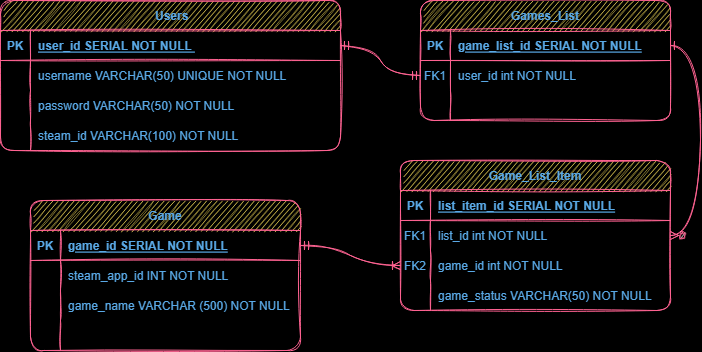 Users
PK user_id SERIAL NOT NULL
username VARCHAR(50) UNIQUE NOT NULL
password VARCHAR(50) NOT NULL
steam_id VARCHAR(100) NOT NULL
Games_List
PK game_list_id SERIAL NOT NULL
FK1 user_id int NOT NULL
Game
PK game_id SERIAL NOT NULL
steam_app_id INT NOT NULL
game_name VARCHAR (500) NOT NULL
Game_List_Item
PK list_item_id SERIAL NOT NULL
FK1 list_id int NOT NULL
FK2 game_id int NOT NULL
game_status VARCHAR(50) NOT NULL